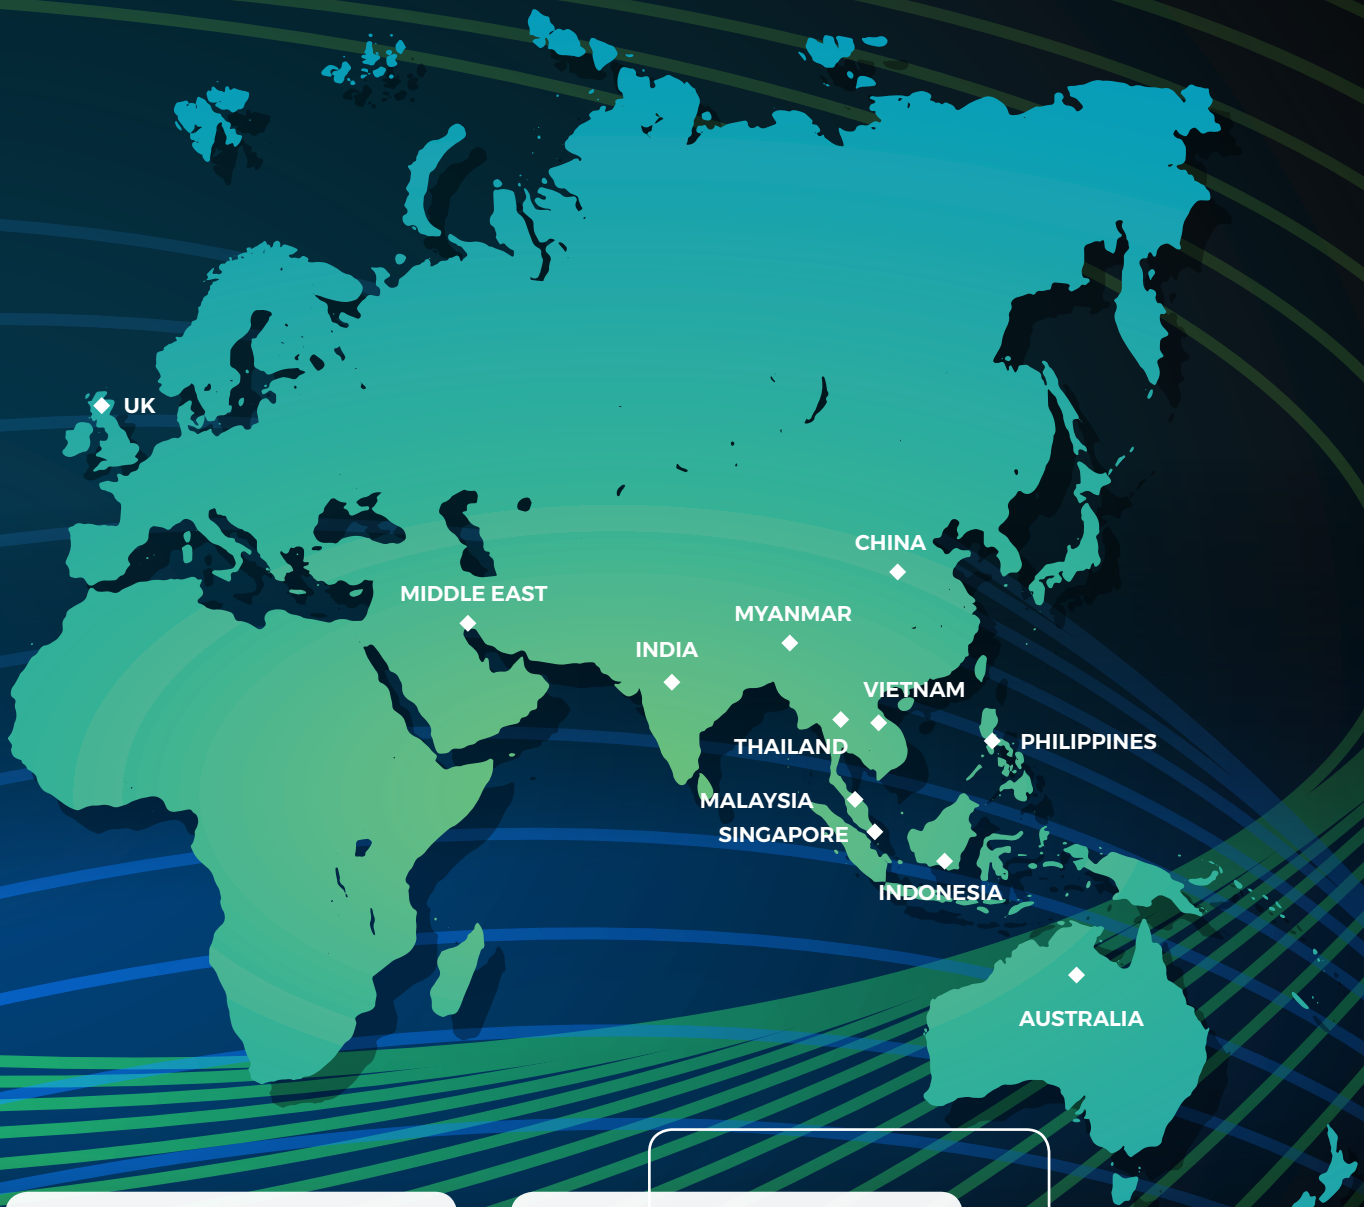 UK
CHINA
MIDDLE EAST
MYANMAR
INDIA
VIETNAM
THAILAND
PHILIPPINES
MALAYSIA
SINGAPORE
INDONESIA
AUSTRALIA